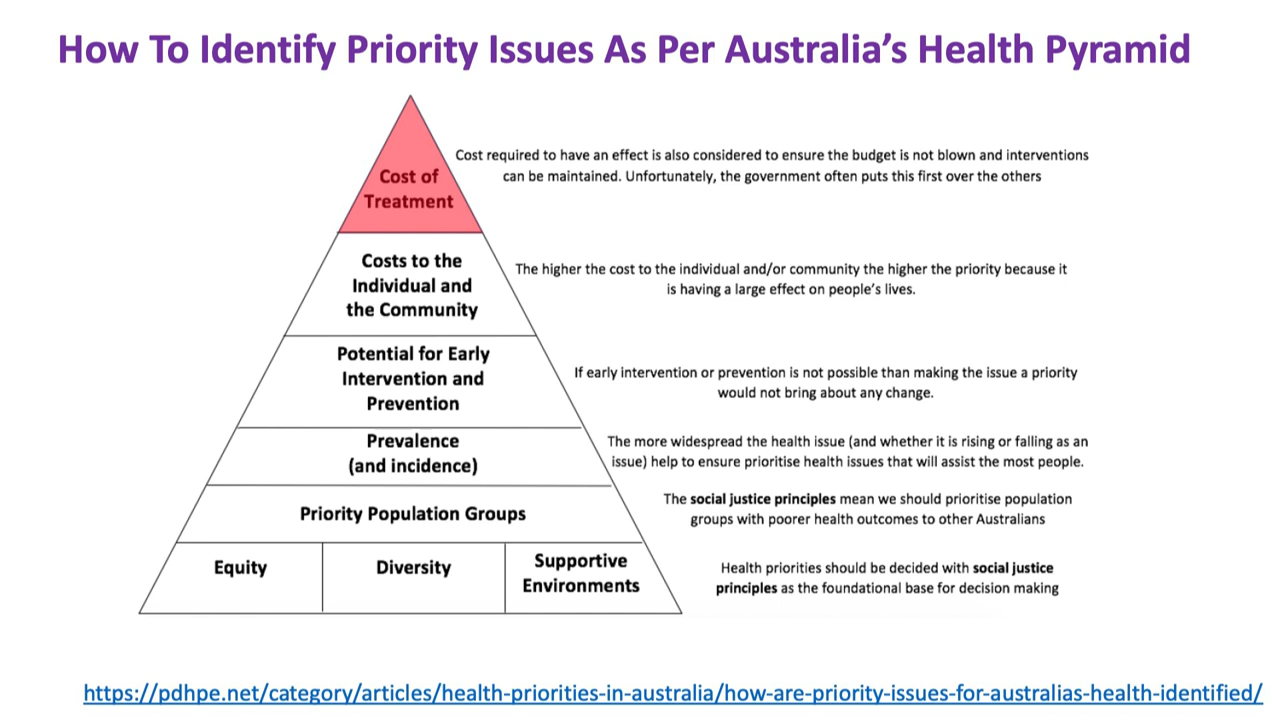 How To Identify Priority Issues As Per Australia's Health Pyramid
Cost of
Treatment
Cost required to have an effect is also considered to ensure the budget is not blown and interventions
can be maintained. Unfortunately, the government often puts this first over the others
Costs to the
Individual and
the Community
The higher the cost to the individual and/or community the higher the priority because it
is having a large effect on people's lives.
Potential for Early
Intervention and
Prevention
If early intervention or prevention is not possible than making the issue a priority
would not bring about any change.
Prevalence
(and incidence)
The more widespread the health issue (and whether it is rising or falling as an
issue) help to ensure prioritise health issues that will assist the most people.
Priority Population Groups
The social justice principles mean we should prioritise population
groups with poorer health outcomes to other Australians
Equity
Diversity
Supportive
Environments
Health priorities should be decided with social justice
principles as the foundational base for decision making
https://pdhpe.net/category/articles/health-priorities-in-australia/how-are-priority-issues-for-australias-health-identified/